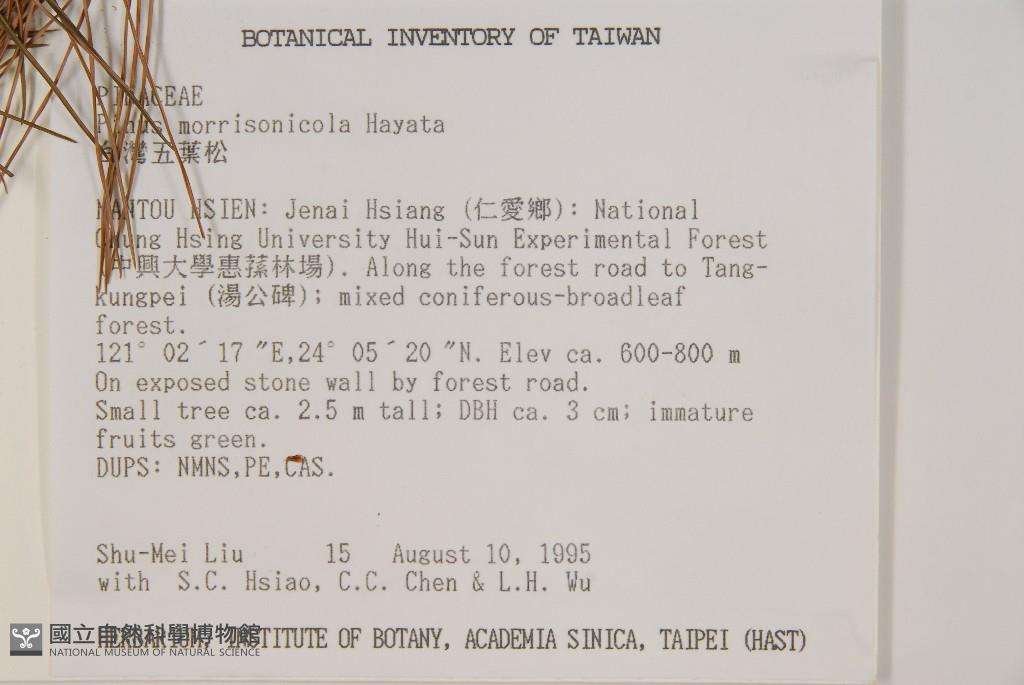 BOTANICAL INVENTORY OF TAIWAN
PINACEAE
Pinus morrisonicola Hayata
台灣五葉松
NANTOU HSIEN: Jenai Hsiang (仁愛鄉): National
Chung Hsing University Hui-Sun Experimental Forest
(中興大學惠蓀林場). Along the forest road to Tang-
kungpei (湯公碑); mixed coniferous-broadleaf
forest.
121° 02´17 ″E,24° 05´20 ″N. Elev ca. 600-800 m
On exposed stone wall by forest road.
Small tree ca. 2.5 m tall; DBH ca. 3 cm; immature
fruits green.
DUPS: NMNS,PE,CAS.
Shu-Mei Liu 15 August 10, 1995
with S.C. Hsiao, C.C. Chen & L.H. Wu
HERBARIUM, INSTITUTE OF BOTANY, ACADEMIA SINICA, TAIPEI (HAST)
國立自然科學博物館
NATIONAL MUSEUM OF NATURAL SCIENCE